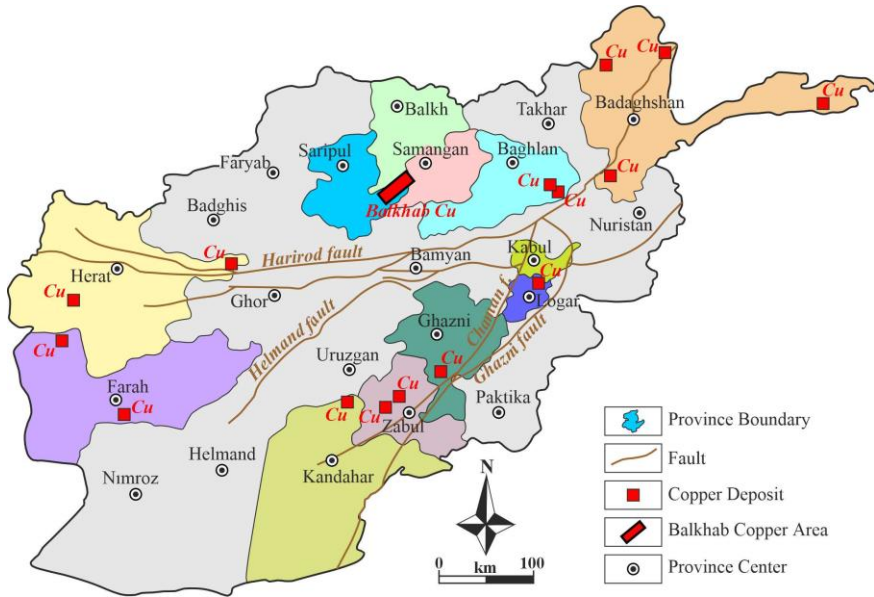 Cu
Cu
Cu
Balkh
Takhar
Badaghshan
Saripul
Samangan
Baghlan
Faryab
Cu
Cu
Cu
Balkhab Cu
Badghis
Nuristan
Harirod fault
Kabul
Cu
Bamyan
Herat
Cu
Cu
Ghor
Logar
Chaman f.
Helmand fault
Ghazni
Ghazni fault
Cu
Uruzgan
Cu
Farah
Cu
Cu
Cu
Cu
Zabul
Paktika
Helmand
Kandahar
Nımroz
N
0 100
km
Province Boundary
Fault
Copper Deposit
Balkhab Copper Area
Province Center